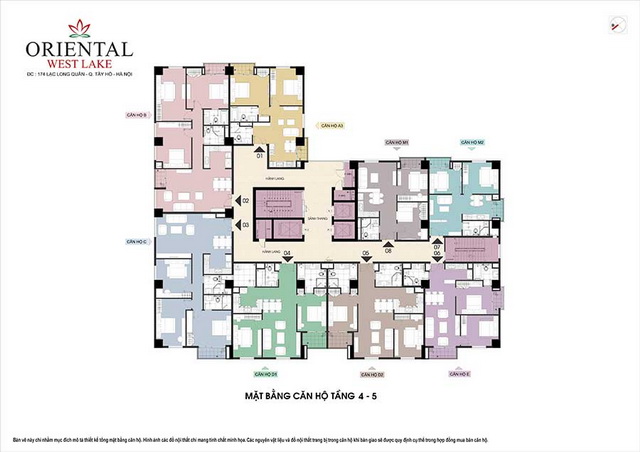 ORIENTAL
WEST LAKE
ĐC : 174 LẠC LONG QUÂN - Q. TÂY HỒ - HÀ NỘI
CĂN HỘ B
CĂN HỘ A3
CĂN HỘ M1
CĂN HỘ M2
01
HÀNH LANG
02
SẢNH THANG
03
CĂN HỘ C
HÀNH LANG
04
05
08
07
06
CĂN HỘ D1
CĂN HỘ D2
CĂN HỘ E
MẶT BẰNG CĂN HỘ TẦNG 4 - 5
Bản vẽ này chỉ nhằm mục đích mô tả thiết kế tổng mặt bằng căn hộ. Hình ảnh các đồ nội thất chỉ mang tính chất minh họa. Các nguyên vật liệu và đồ nội thất trang bị trong căn hộ khi bàn giao sẽ được quy định cụ thể trong hợp đồng mua bán căn hộ.